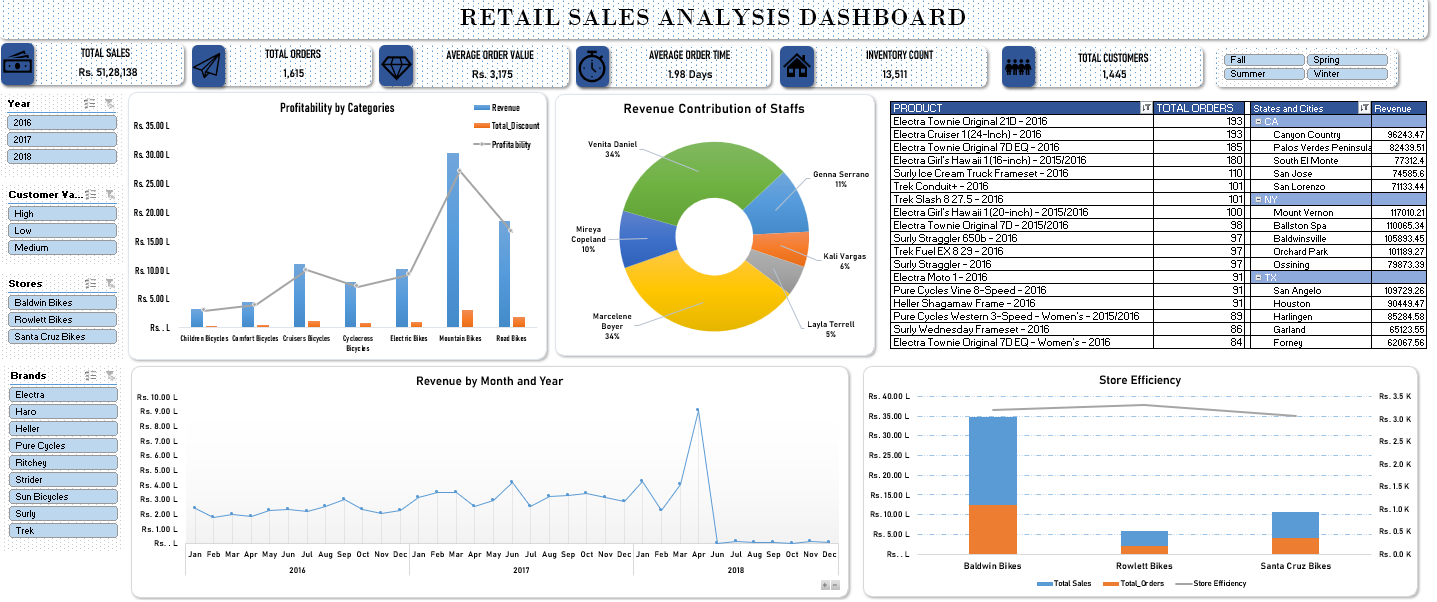 RETAIL SALES ANALYSIS DASHBOARD
TOTAL SALES
Rs. 51,28,138
TOTAL ORDERS
1,615
AVERAGE ORDER VALUE
Rs. 3,175
AVERAGE ORDER TIME
1.98 Days
INVENTORY COUNT
13,511
TOTAL CUSTOMERS
1,445
Fall Spring
Summer Winter
Year
2016
2017
2018
Customer Va...
High
Low
Medium
Stores
Baldwin Bikes
Rowlett Bikes
Santa Cruz Bikes
Brands
Electra
Haro
Heller
Pure Cycles
Ritchey
Strider
Sun Bicycles
Surly
Trek
Profitability by Categories
Revenue
Total_Discount
Profitability
Rs. 35.00 L
Rs. 30.00 L
Rs. 25.00 L
Rs. 20.00 L
Rs. 15.00 L
Rs. 10.00 L
Rs. 5.00 L
Rs. . L
Children Bicycles Comfort Bicycles Cruisers Bicycles Cyclocross Bicycles Electric Bikes Mountain Bikes Road Bikes
Revenue Contribution of Staffs
Venita Daniel
34%
Genna Serrano
11%
Kali Vargas
6%
Layla Terrell
5%
Marcelene
Boyer
34%
Mireya
Copeland
10%
PRODUCT TOTAL ORDERS
Electra Townie Original 21D - 2016 193
Electra Cruiser 1 (24-Inch) - 2016 193
Electra Townie Original 7D EQ - 2016 185
Electra Girl's Hawaii 1 (16-inch) - 2015/2016 180
Surly Ice Cream Truck Frameset - 2016 110
Trek Conduit+ - 2016 101
Trek Slash 8 27.5 - 2016 101
Electra Girl's Hawaii 1 (20-inch) - 2015/2016 100
Electra Townie Original 7D - 2015/2016 98
Surly Straggler 650b - 2016 97
Trek Fuel EX 8 29 - 2016 97
Surly Straggler - 2016 97
Electra Moto 1 - 2016 91
Pure Cycles Vine 8-Speed - 2016 91
Heller Shagamaw Frame - 2016 91
Pure Cycles Western 3-Speed - Women's - 2015/2016 89
Surly Wednesday Frameset - 2016 86
Electra Townie Original 7D EQ - Women's - 2016 84
States and Cities Revenue
CA
Canyon Country 96243.47
Palos Verdes Peninsula 82439.51
South El Monte 77312.4
San Jose 74585.6
San Lorenzo 71133.44
NY
Mount Vernon 117010.21
Ballston Spa 110065.34
Baldwinsville 105893.45
Orchard Park 101189.27
Ossining 79873.39
TX
San Angelo 109729.26
Houston 90449.47
Harlingen 85284.58
Garland 65123.55
Forney 62067.56
Revenue by Month and Year
Rs. 10.00 L
Rs. 9.00 L
Rs. 8.00 L
Rs. 7.00 L
Rs. 6.00 L
Rs. 5.00 L
Rs. 4.00 L
Rs. 3.00 L
Rs. 2.00 L
Rs. 1.00 L
Rs. . L
Jan Feb Mar Apr May Jun Jul Aug Sep Oct Nov Dec Jan Feb Mar Apr May Jun Jul Aug Sep Oct Nov Dec Jan Feb Mar Apr May Jun Jul Aug Sep Oct Nov Dec
2016 2017 2018
Store Efficiency
Rs. 40.00 L
Rs. 35.00 L
Rs. 30.00 L
Rs. 25.00 L
Rs. 20.00 L
Rs. 15.00 L
Rs. 10.00 L
Rs. 5.00 L
Rs. . L
Rs. 3.5 K
Rs. 3.0 K
Rs. 2.5 K
Rs. 2.0 K
Rs. 1.5 K
Rs. 1.0 K
Rs. 0.5 K
Rs. 0.0 K
Baldwin Bikes Rowlett Bikes Santa Cruz Bikes
Total Sales Total_Orders Store Efficiency